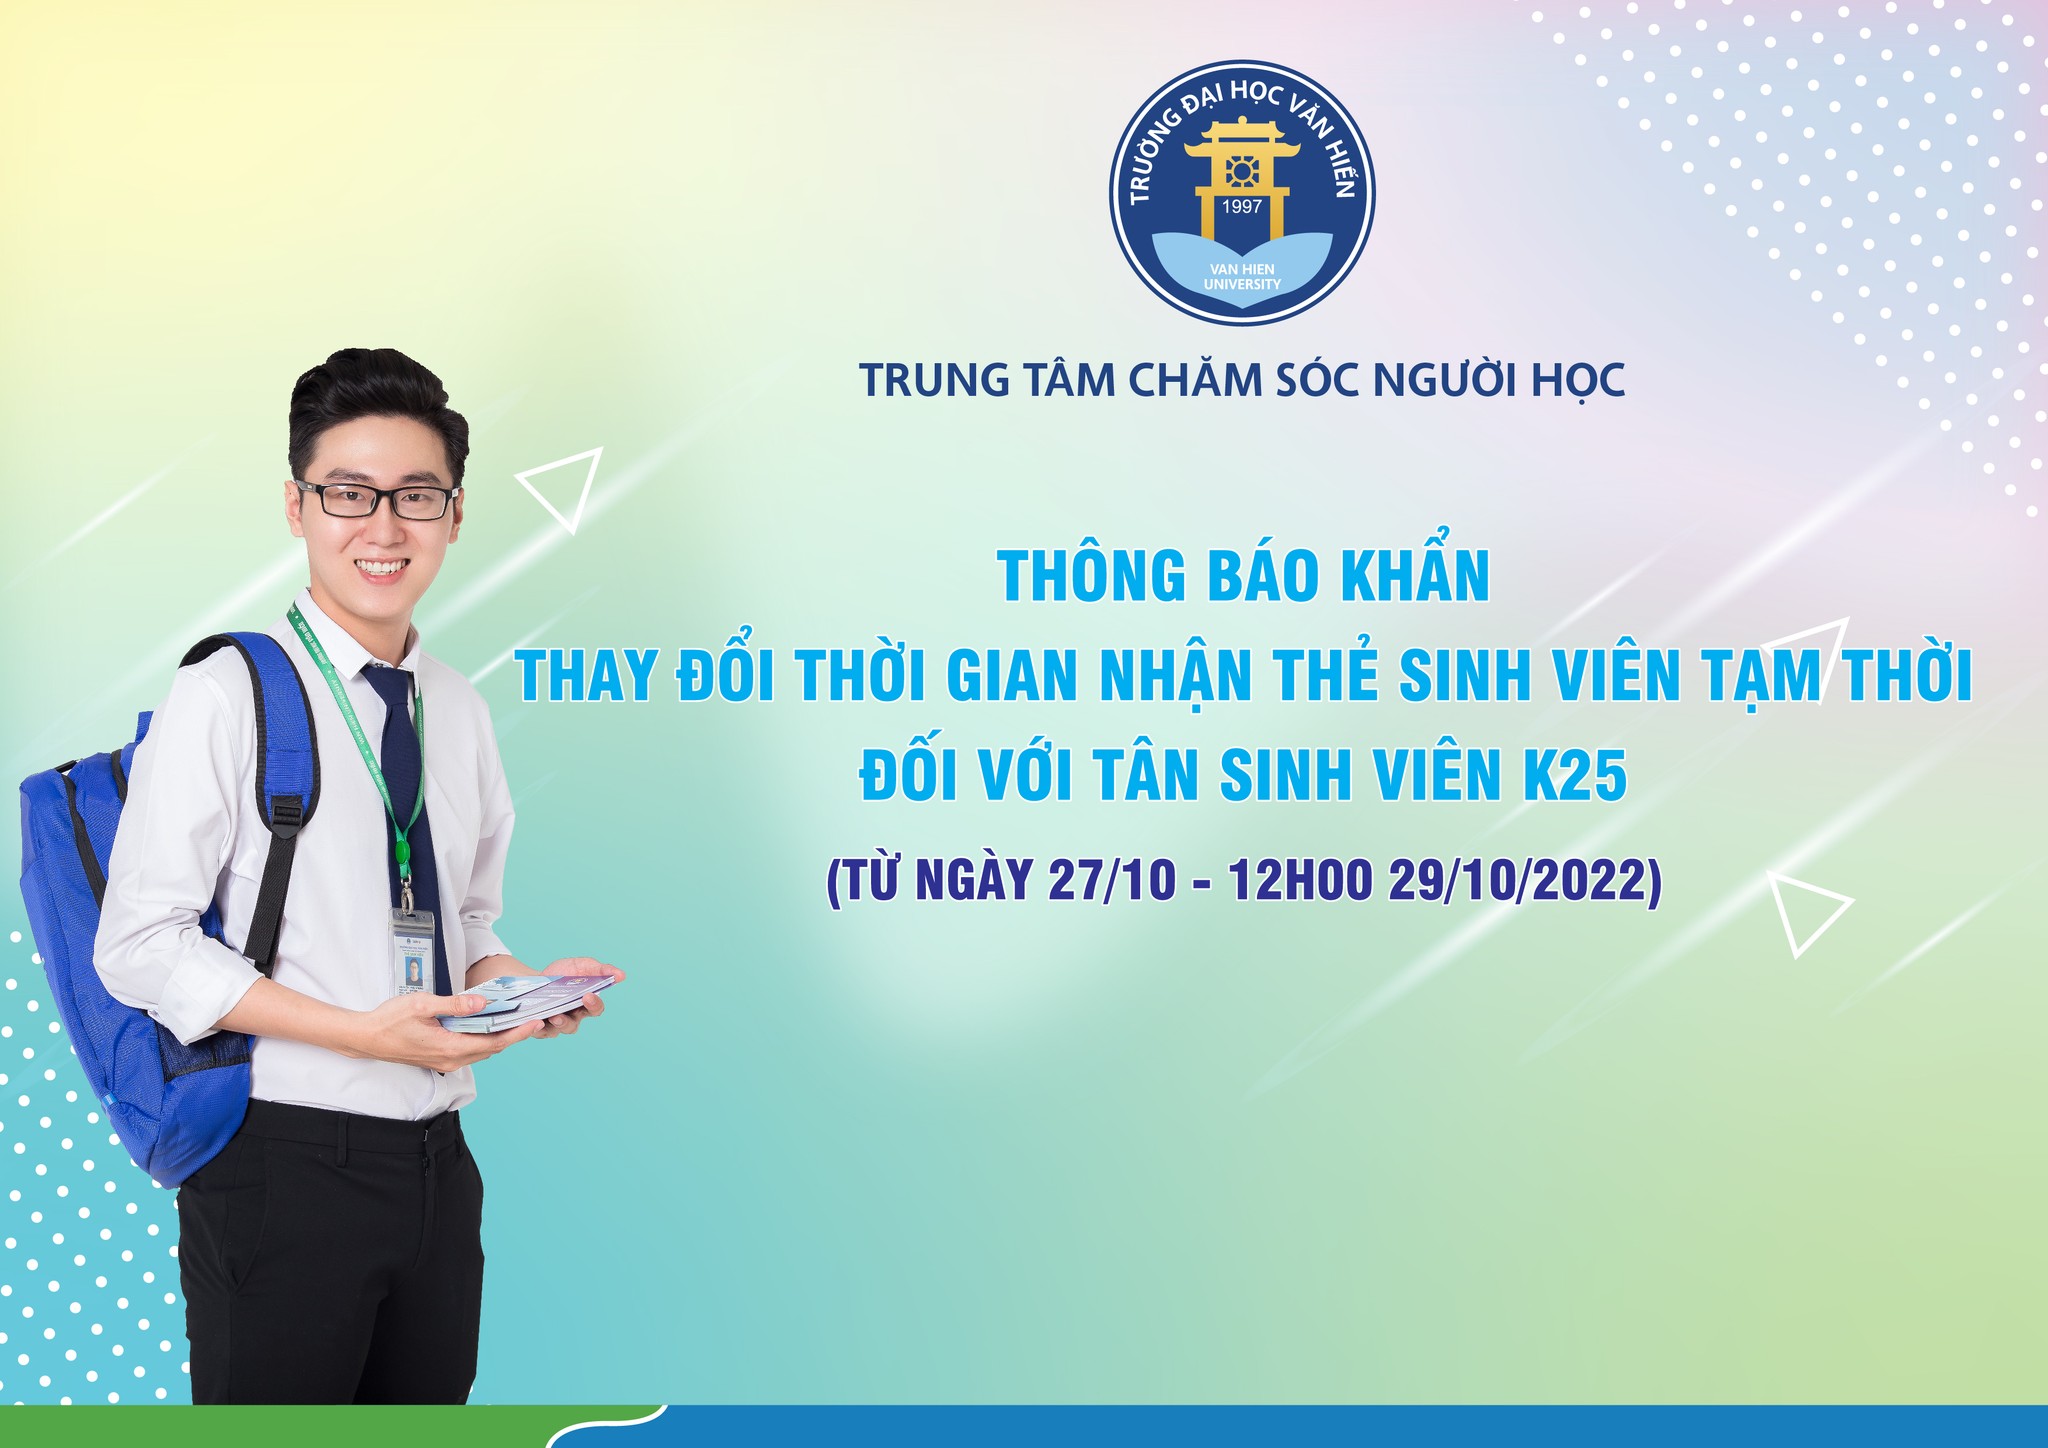 TRƯỜNG ĐẠI HỌC VĂN HIẾN
1997
VAN HIEN
UNIVERSITY
TRUNG TÂM CHĂM SÓC NGƯỜI HỌC
THÔNG BÁO KHẨN
THAY ĐỔI THỜI GIAN NHẬN THẺ SINH VIÊN TẠM THỜI
ĐỐI VỚI TÂN SINH VIÊN K25
(TỪ NGÀY 27/10 - 12H00 29/10/2022)